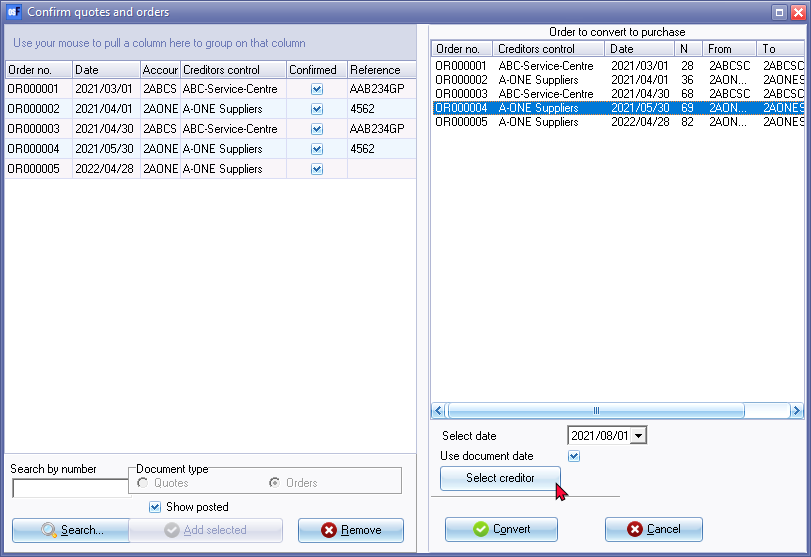 Confirm quotes and orders
Use your mouse to pull a column here to group on that column
Order no. Date Accour Creditors control Confirmed Reference
OR000001 2021/03/01 2ABCS ABC-Service-Centre AAB234GP
OR000002 2021/04/01 2AONE A-ONE Suppliers 4562
OR000003 2021/04/30 2ABCS ABC-Service-Centre AAB234GP
OR000004 2021/05/30 2AONE A-ONE Suppliers 4562
OR000005 2022/04/28 2AONE A-ONE Suppliers
Search by number
Document type
Quotes Orders
Show posted
Search... Add selected Remove
Order to convert to purchase
Order no. Creditors control Date N From To
OR000001 ABC-Service-Centre 2021/03/01 28 2ABCSC 2ABCSC
OR000002 A-ONE Suppliers 2021/04/01 36 2AON... 2AONES
OR000003 ABC-Service-Centre 2021/04/30 68 2ABCSC 2ABCSC
OR000004 A-ONE Suppliers 2021/05/30 69 2AON... 2AONES
OR000005 A-ONE Suppliers 2022/04/28 82 2AON... 2AONES
Select date 2021/08/01
Use document date
Select creditor
Convert Cancel